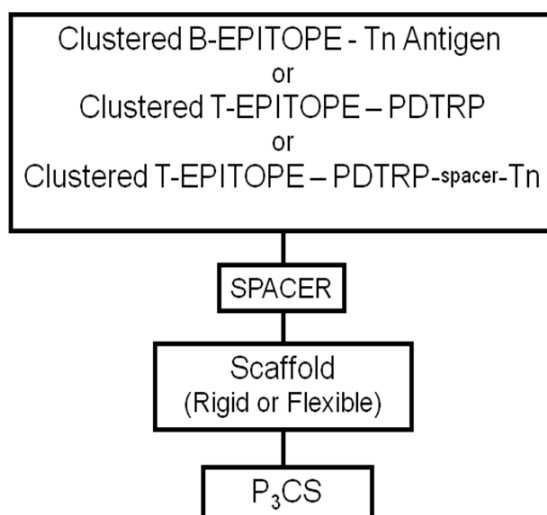 Clustered B-EPITOPE - Tn Antigen
or
Clustered T-EPITOPE – PDTRP
or
Clustered T-EPITOPE – PDTRP-spacer-Tn
SPACER
Scaffold
(Rigid or Flexible)
P₃CS